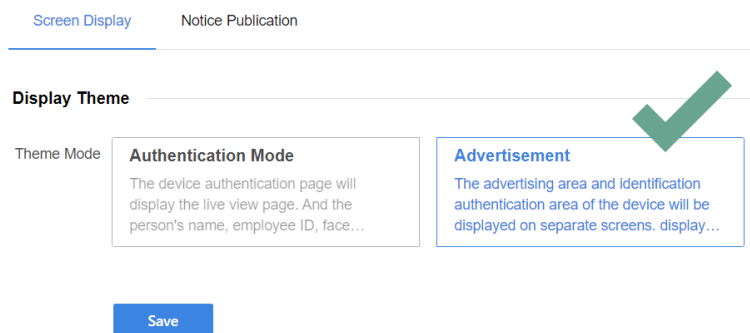 Screen Display
Notice Publication
Display Theme
Theme Mode
Authentication Mode
The device authentication page will
display the live view page. And the
person's name, employee ID, face…
Advertisement
The advertising area and identification
authentication area of the device will be
displayed on separate screens. display…
Save